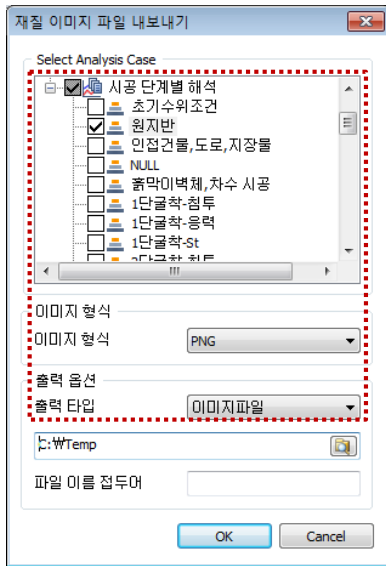 재질 이미지 파일 내보내기
Select Analysis Case
시공 단계별 해석
초기수위조건
원지반
인접건물,도로,지장물
NULL
흙막이벽체,차수 시공
1단굴착-침투
1단굴착-응력
1단굴착-St
이미지 형식
이미지 형식 PNG
출력 옵션
출력 타입 이미지파일
c:₩Temp
파일 이름 접두어
OK Cancel